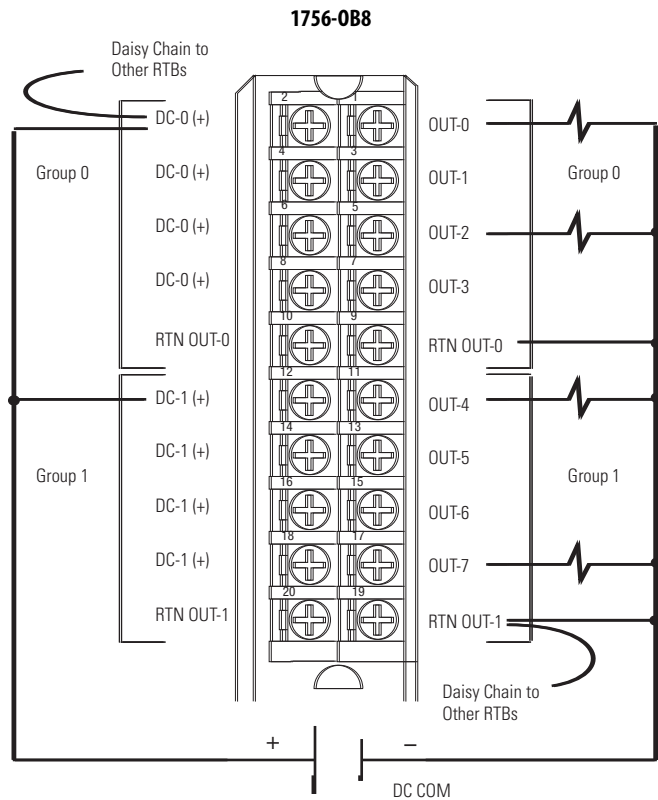 1756-OB8
Daisy Chain to
Other RTBs
DC-0 (+)
2
1
OUT-0
Group 0
DC-0 (+)
4
3
OUT-1
Group 0
DC-0 (+)
6
5
OUT-2
DC-0 (+)
8
7
OUT-3
RTN OUT-0
10
9
RTN OUT-0
DC-1 (+)
12
11
OUT-4
DC-1 (+)
14
13
OUT-5
Group 1
DC-1 (+)
16
15
OUT-6
Group 1
DC-1 (+)
18
17
OUT-7
RTN OUT-1
20
19
RTN OUT-1
Daisy Chain to
Other RTBs
+
–
DC COM